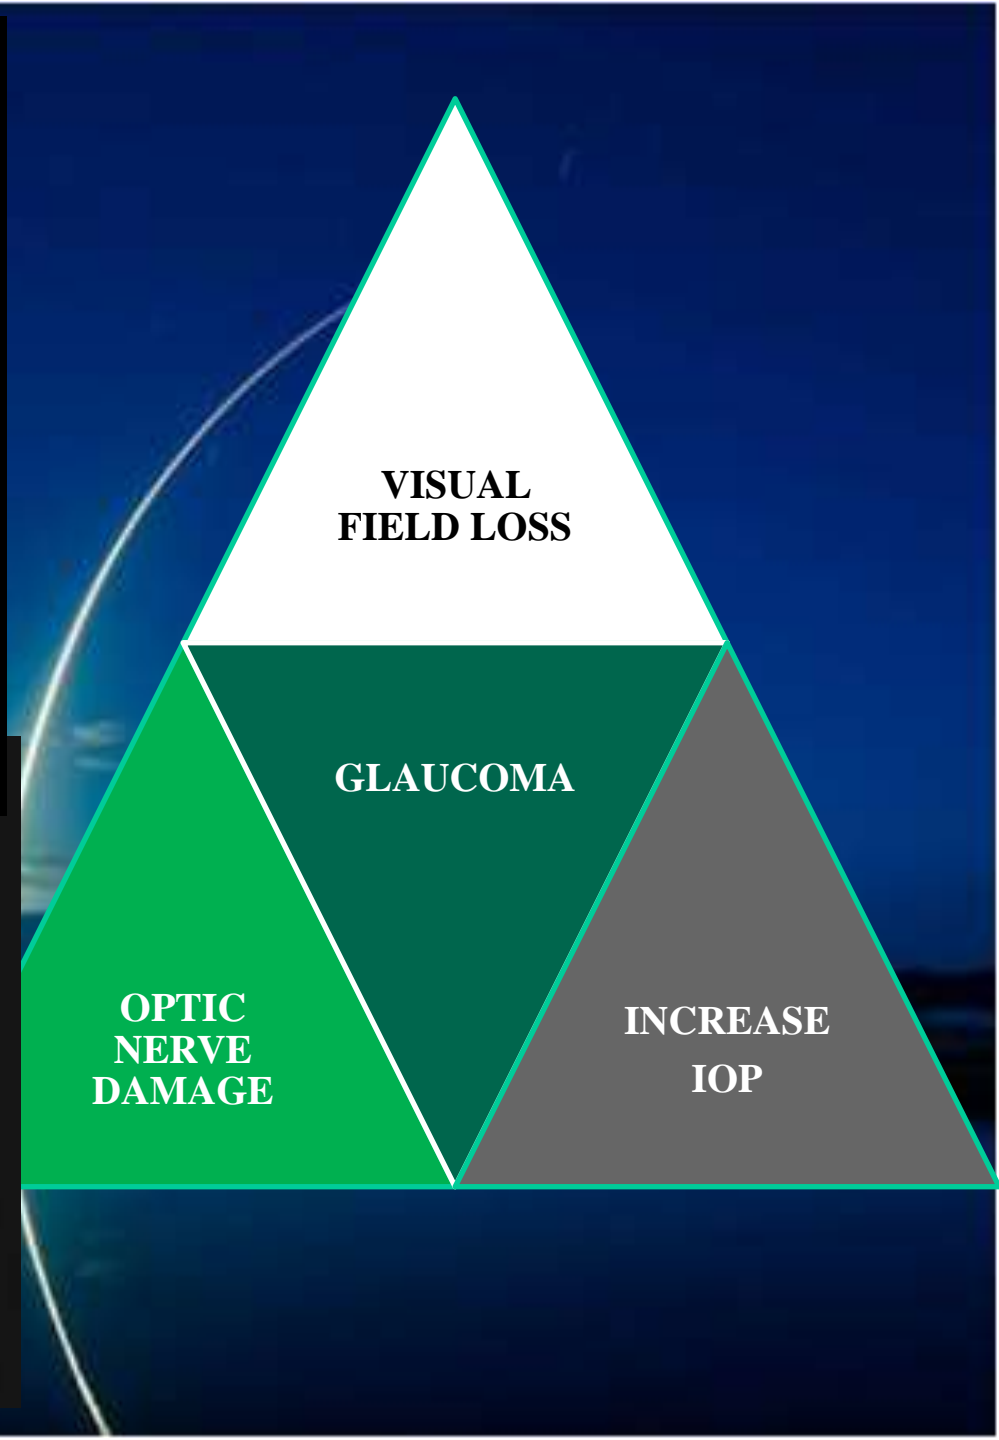 VISUAL
FIELD LOSS
GLAUCOMA
OPTIC
NERVE
DAMAGE
INCREASE
IOP